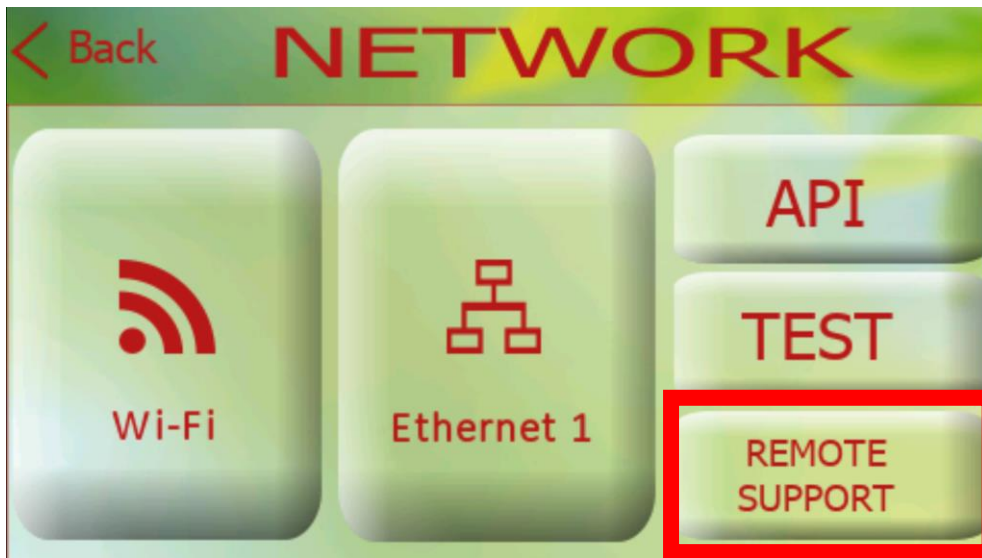 Back
NETWORK
Wi-Fi
Ethernet 1
API
TEST
REMOTE
SUPPORT